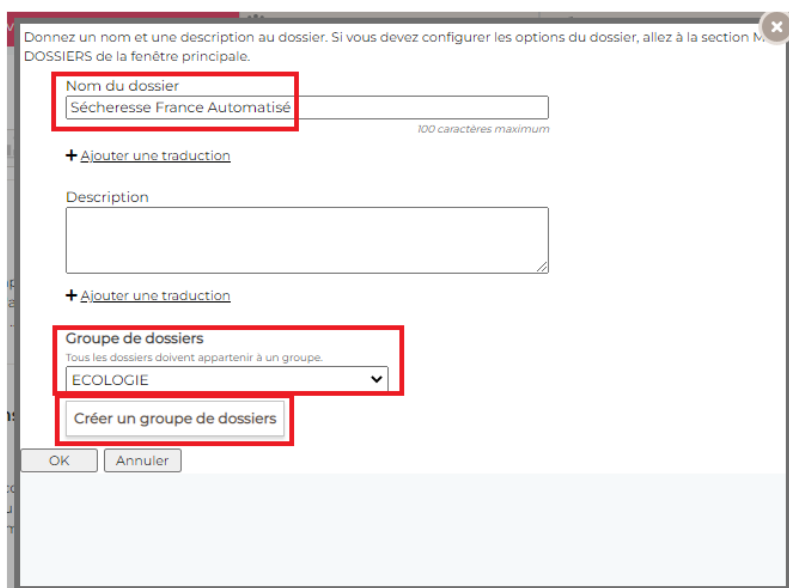 Donnez un nom et une description au dossier. Si vous devez configurer les options du dossier, allez à la section M
DOSSIERS de la fenêtre principale.
Nom du dossier
Sécheresse France Automatisé
100 caractères maximum
+ Ajouter une traduction
Description
+ Ajouter une traduction
Groupe de dossiers
Tous les dossiers doivent appartenir à un groupe.
ECOLOGIE
Créer un groupe de dossiers
OK Annuler